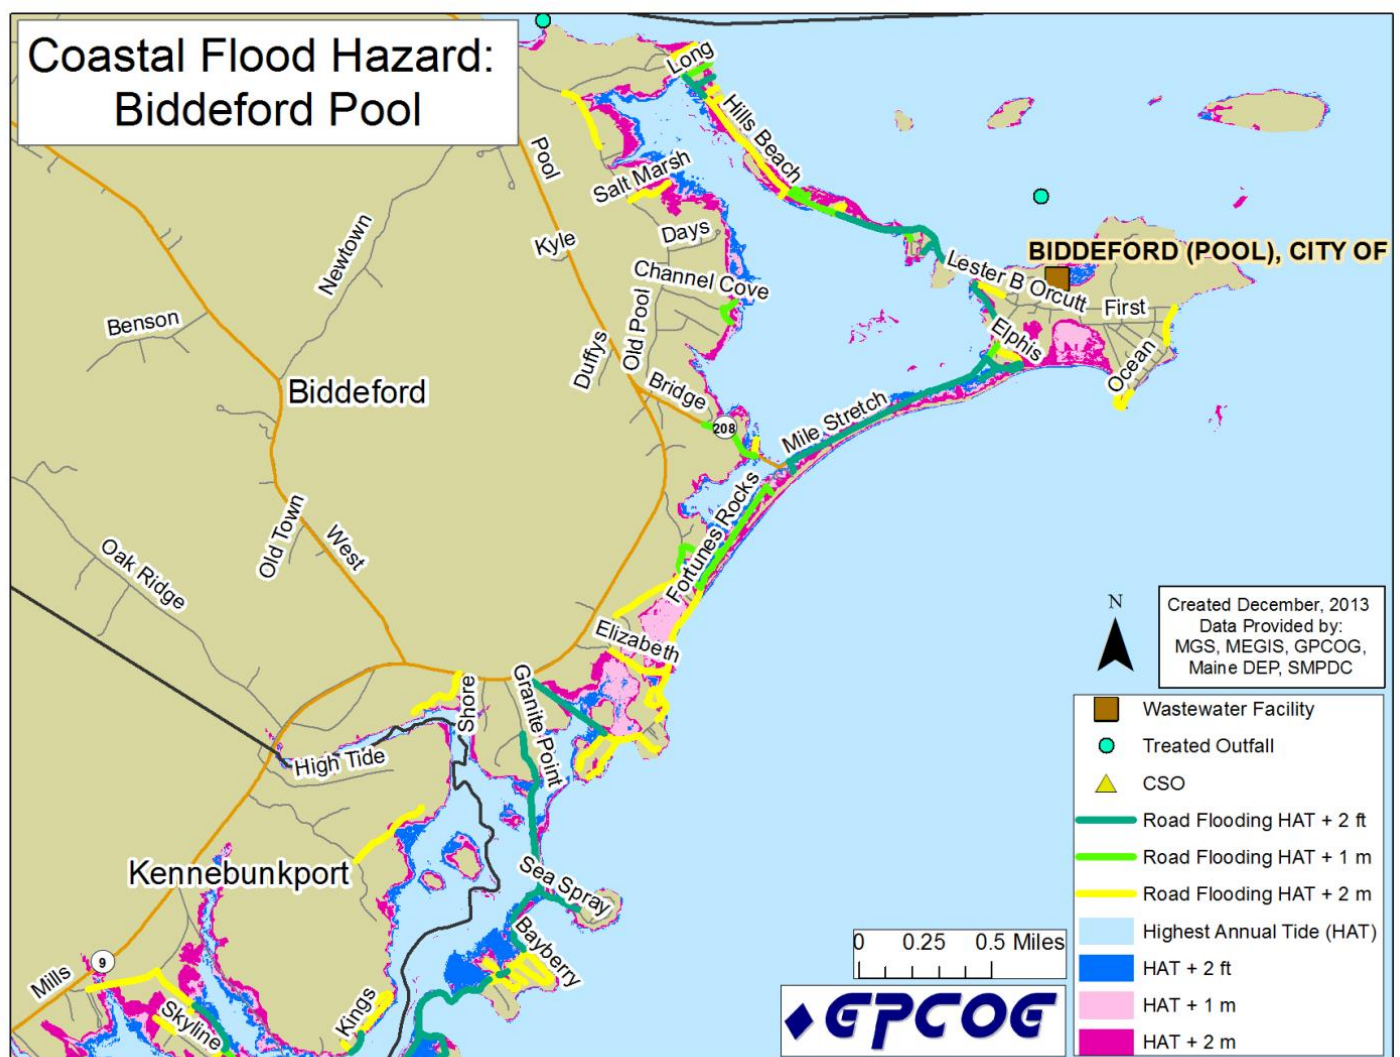 Coastal Flood Hazard:
Biddeford Pool
Long
Hills Beach
Pool
Salt Marsh
Newtown
Kyle
Days
BIDDEFORD (POOL), CITY OF
Lester B Orcutt
Channel Cove
First
Benson
Old Pool
Elphis
Duffys
Ocean
Biddeford
Bridge
208
Mile Stretch
Fortunes Rocks
Old Town
West
Oak Ridge
Elizabeth
N
Created December, 2013
Data Provided by:
MGS, MEGIS, GPCOG,
Maine DEP, SMPDC
Shore
Granite Point
High Tide
Wastewater Facility
Treated Outfall
CSO
Road Flooding HAT + 2 ft
Road Flooding HAT + 1 m
Road Flooding HAT + 2 m
Highest Annual Tide (HAT)
HAT + 2 ft
HAT + 1 m
HAT + 2 m
Kennebunkport
Sea Spray
Bayberry
0 0.25 0.5 Miles
9
Mills
Skyline
Kings
GPCOG